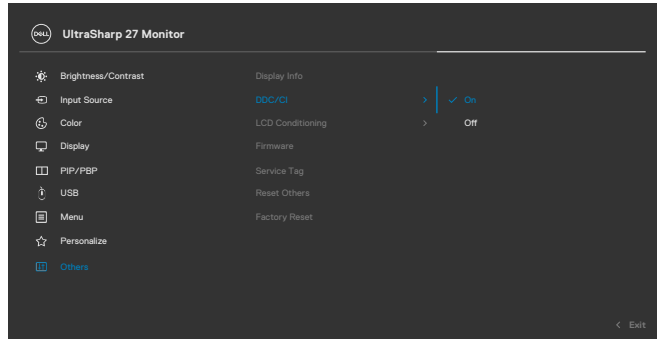 DELL UltraSharp 27 Monitor
Brightness/Contrast Display Info
Input Source DDC/CI > ✓ On
Color LCD Conditioning > Off
Display Firmware
PIP/PBP Service Tag
USB Reset Others
Menu Factory Reset
Personalize
Others
< Exit